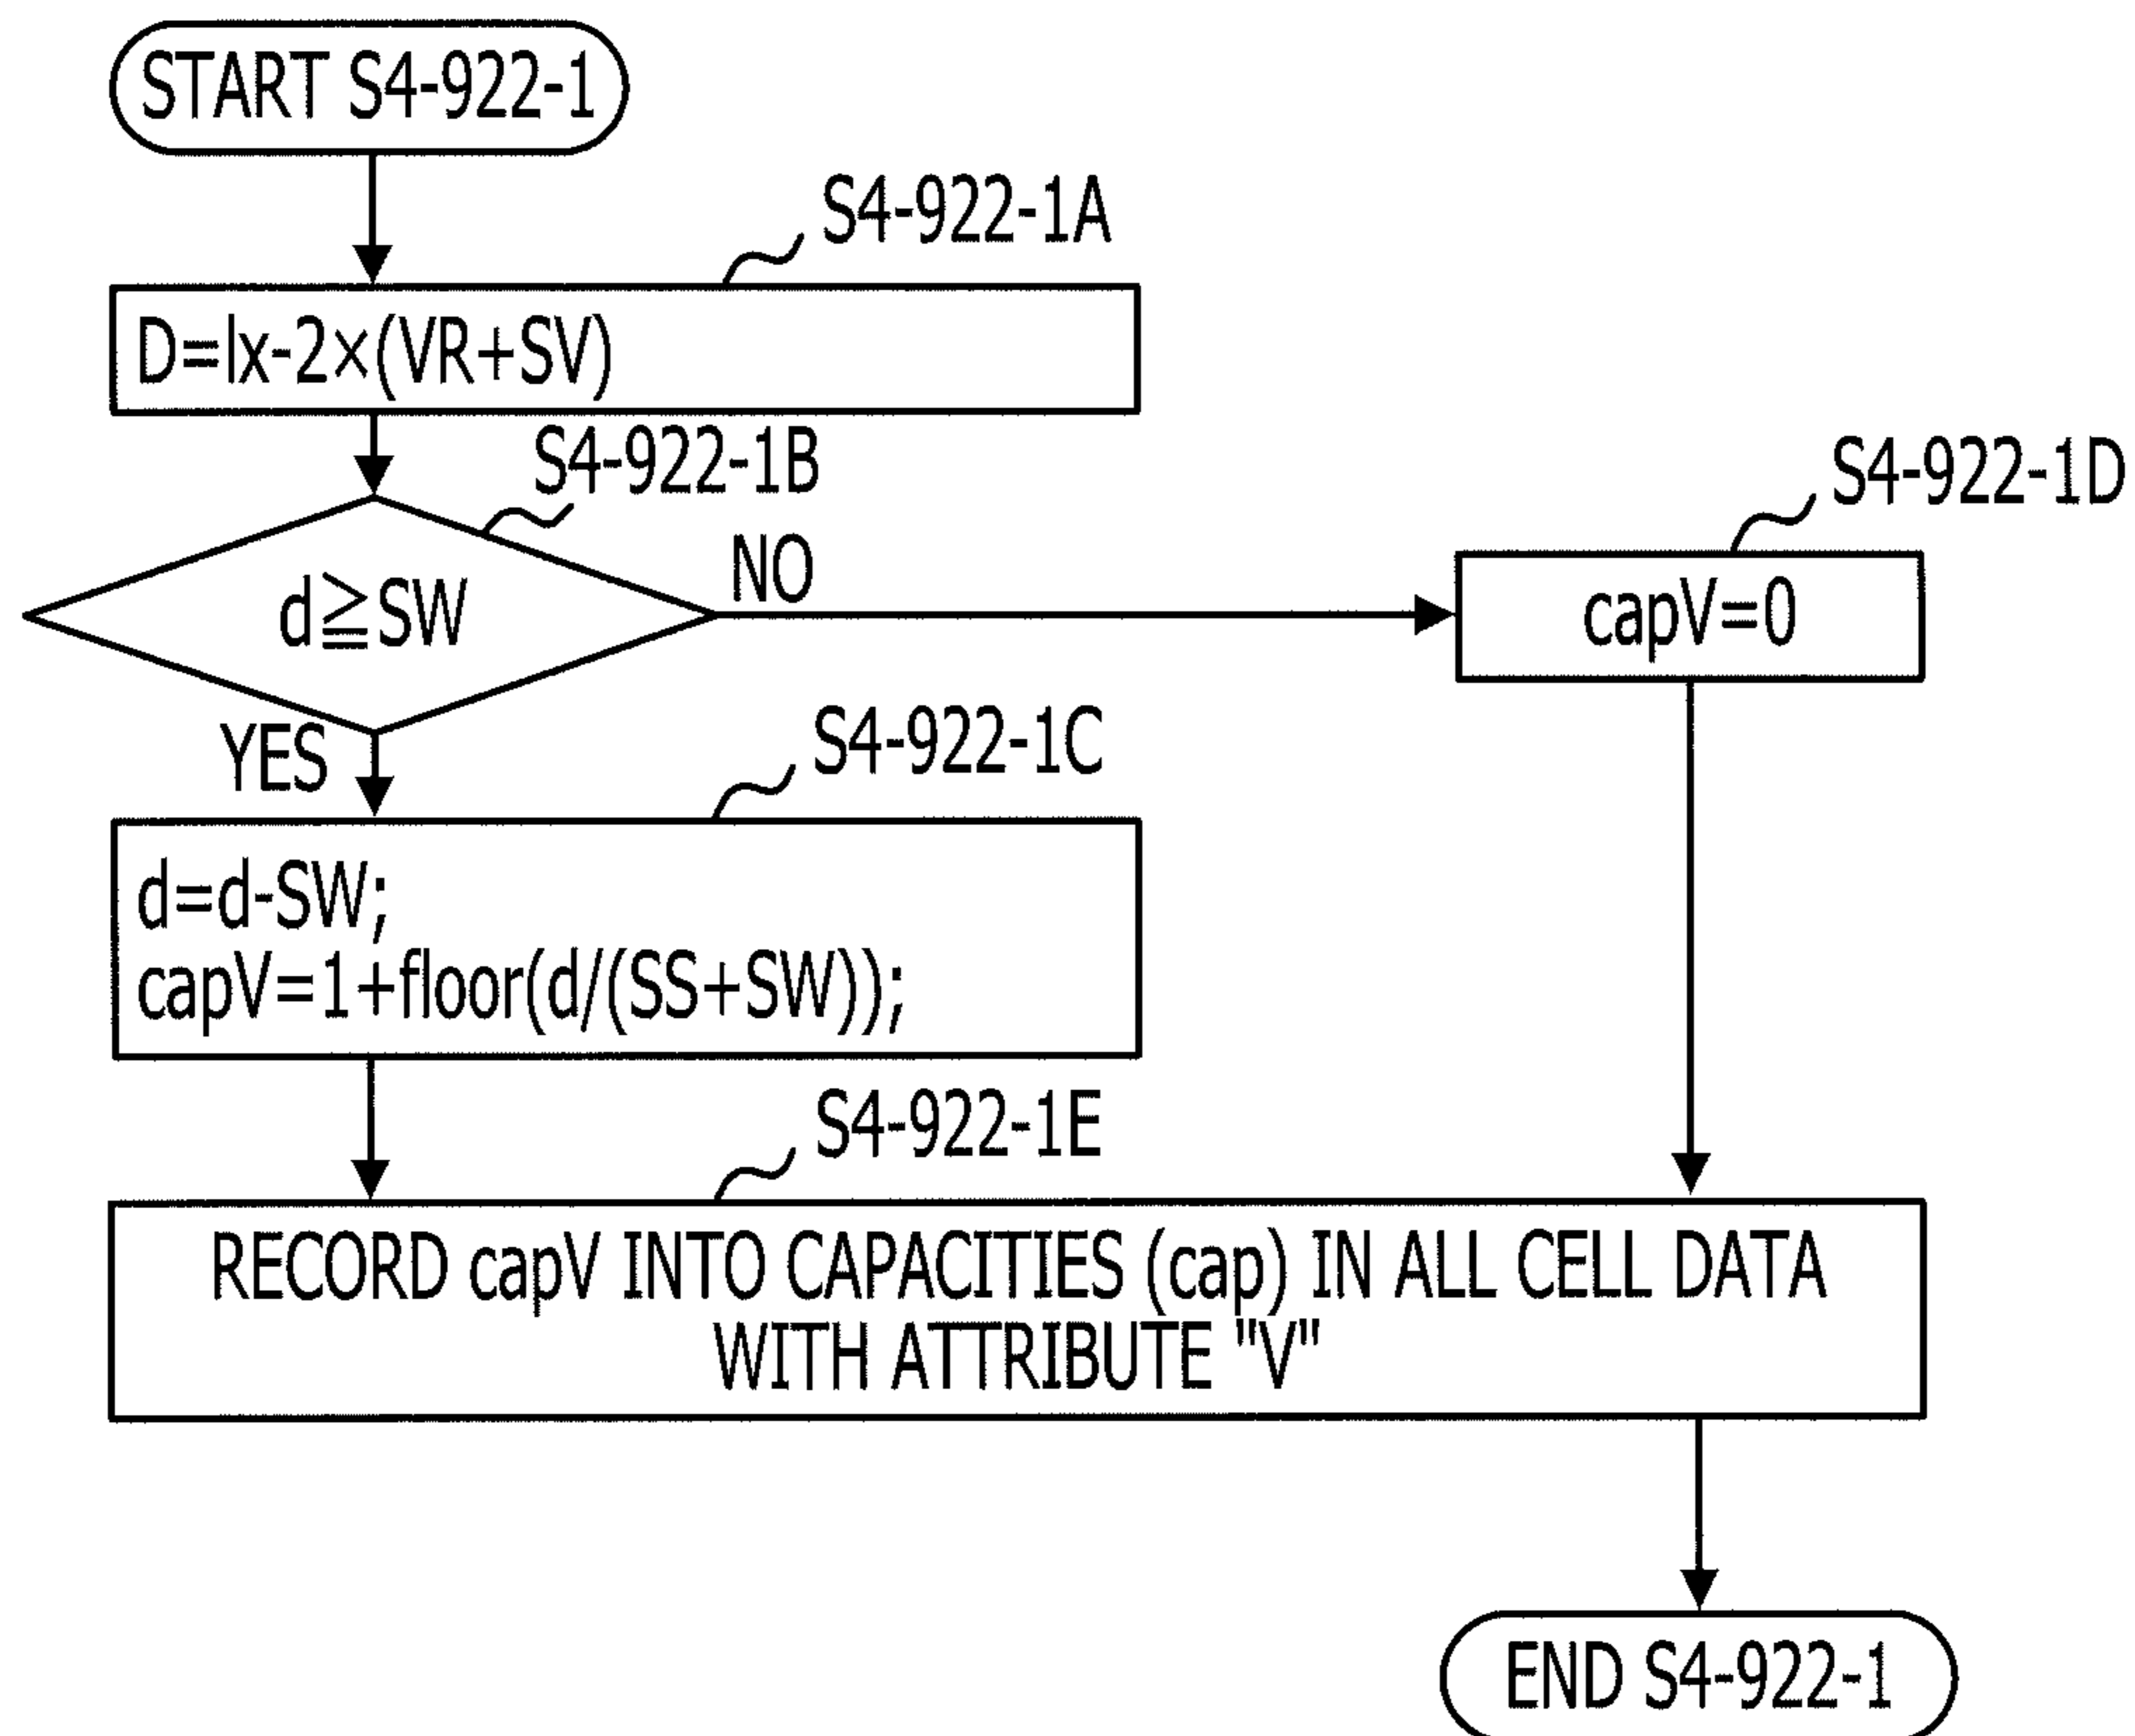 START S4-922-1
S4-922-1A
D=lx-2×(VR+SV)
S4-922-1B
S4-922-1D
d≧SW
NO
capV=0
YES
S4-922-1C
d=d-SW;
capV=1+floor(d/(SS+SW));
S4-922-1E
RECORD capV INTO CAPACITIES (cap) IN ALL CELL DATA
WITH ATTRIBUTE "V"
END S4-922-1